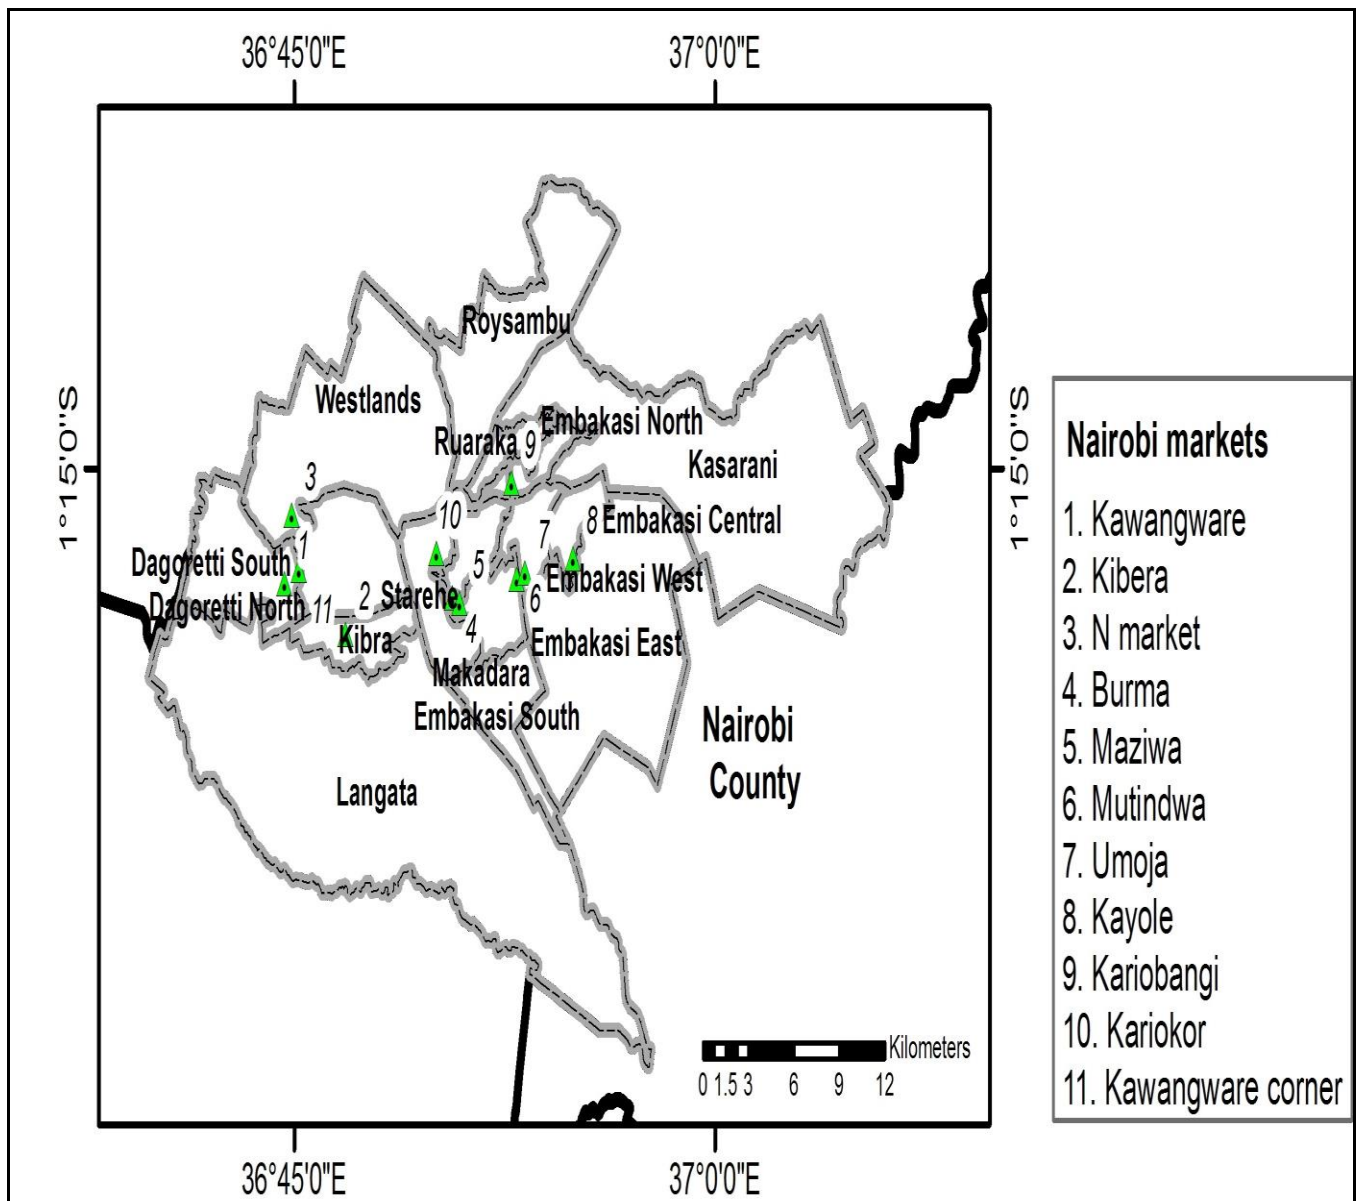 36°45'0"E 37°0'0"E
Roysambu
Westlands
Embakasi North
Ruaraka
9
Kasarani
1°15'0"S
1°15'0"S
3
10
7
8
Embakasi Central
1
5
Dagoretti South
Embakasi West
2
Starehe
6
Dagoretti North
11
4
Kibra
Embakasi East
Makadara
Embakasi South
Nairobi
County
Langata
Kilometers
0 1.5 3 6 9 12
36°45'0"E 37°0'0"E
Nairobi markets
1. Kawangware
2. Kibera
3. N market
4. Burma
5. Maziwa
6. Mutindwa
7. Umoja
8. Kayole
9. Kariobangi
10. Kariokor
11. Kawangware corner